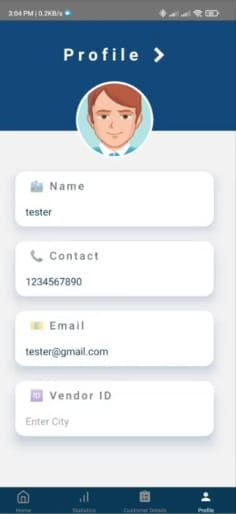 3:04 PM | 0.2KB/s
Profile
Name
tester
Contact
1234567890
Email
tester@gmail.com
ID Vendor ID
Enter City
Home Statistics Customer Details Profile